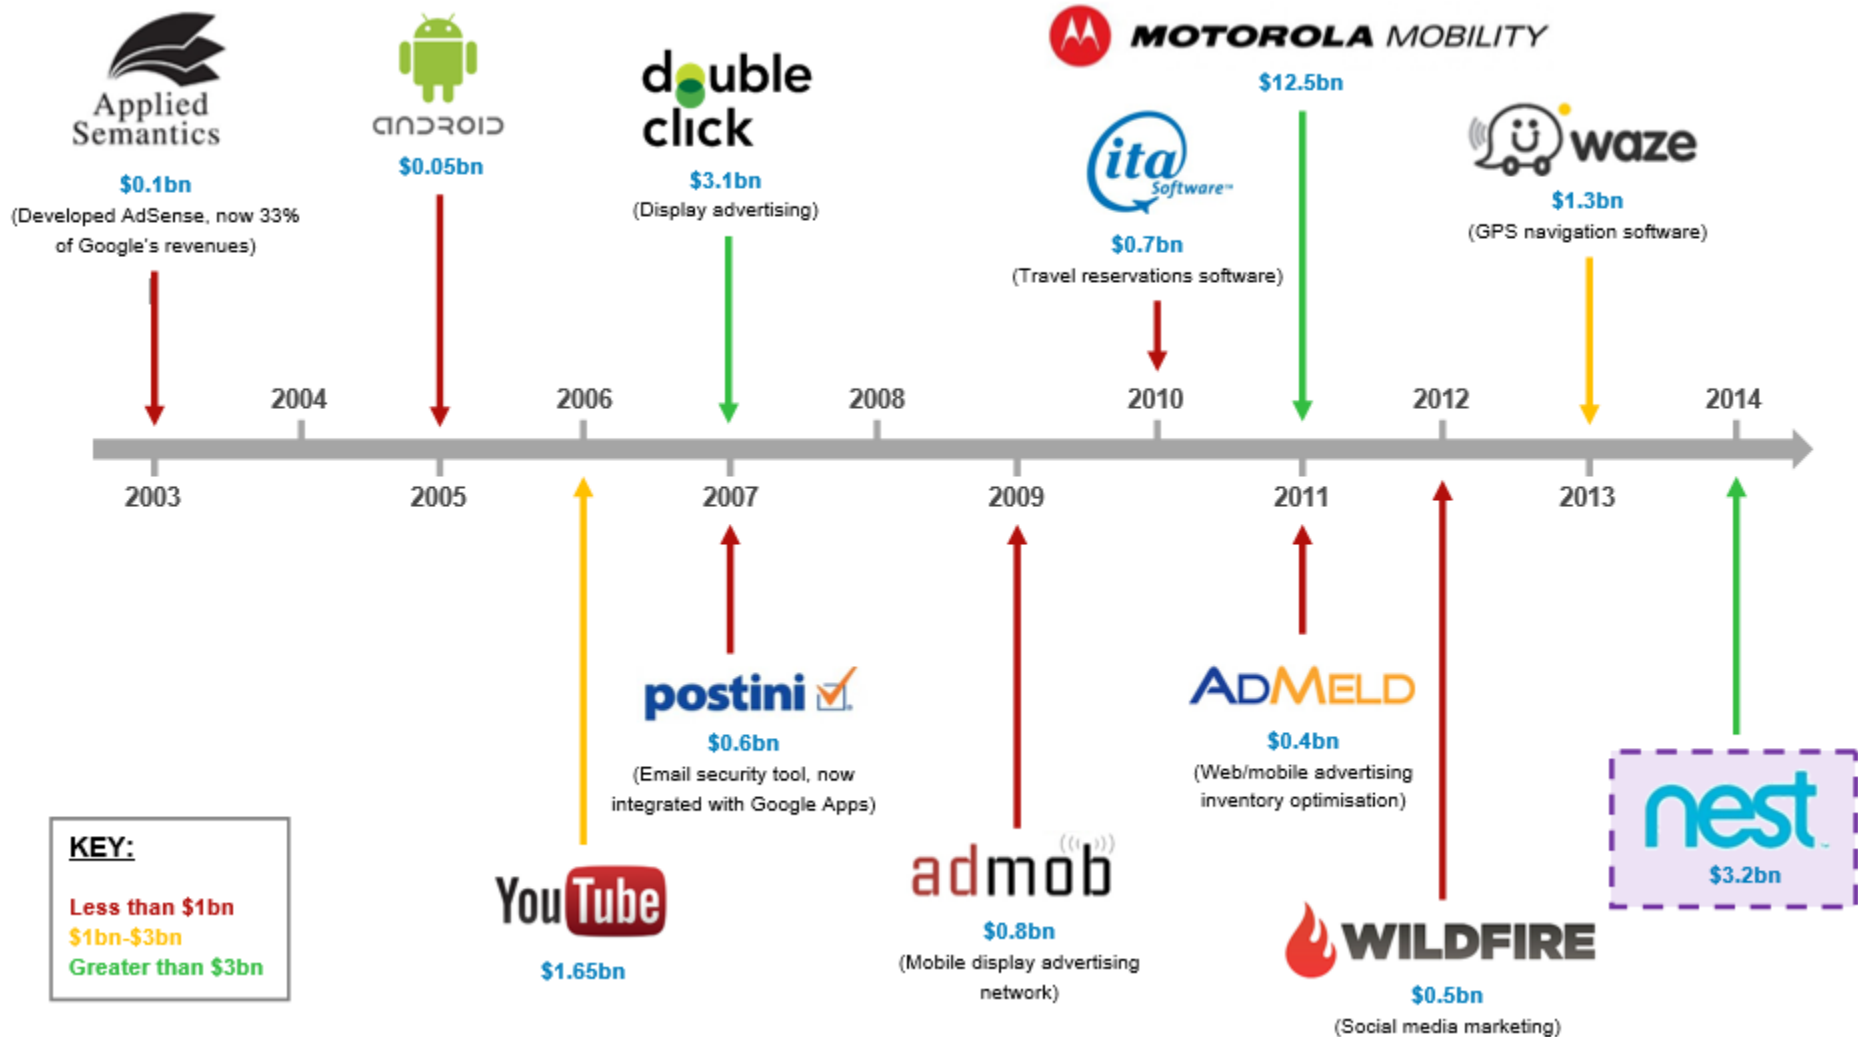 Applied
Semantics
$0.1bn
(Developed AdSense, now 33%
of Google's revenues)
ANDROID
$0.05bn
double
click
$3.1bn
(Display advertising)
MOTOROLA MOBILITY
$12.5bn
ita
Software™
$0.7bn
(Travel reservations software)
waze
$1.3bn
(GPS navigation software)
2004
2006
2008
2010
2012
2014
2003
2005
2007
2009
2011
2013
postini
$0.6bn
(Email security tool, now
integrated with Google Apps)
ADMELD
$0.4bn
(Web/mobile advertising
inventory optimisation)
nest
$3.2bn
YouTube
$1.65bn
admob
$0.8bn
(Mobile display advertising
network)
WILDFIRE
$0.5bn
(Social media marketing)
KEY:
Less than $1bn
$1bn-$3bn
Greater than $3bn